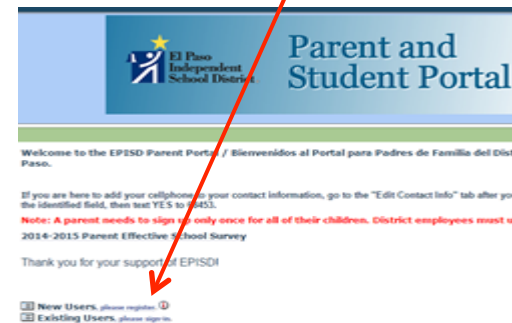 El Paso
Independent
School District
Parent and
Student Portal
Welcome to the EPISD Parent Portal / Bienvenidos al Portal para Padres de Familia del Dist
Paso.
If you are here to add your cellphone to your contact information, go to the "Edit Contact Info" tab after yo
the identified field, then text YES to
Note: A parent needs to sign up only once for all of their children. District employees must u
2014-2015 Parent Effective School Survey
Thank you for your support of EPISD!
New Users, please register.
Existing Users, please sign-in.